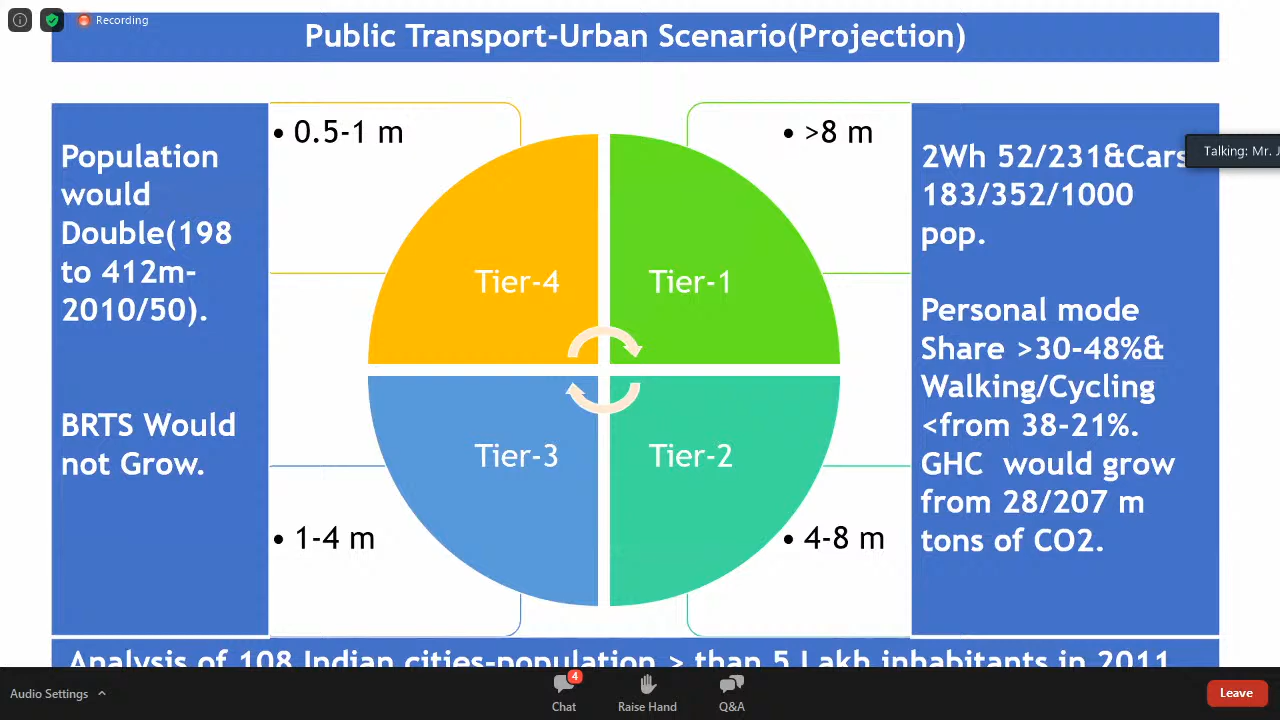 Recording
Public Transport-Urban Scenario(Projection)
Population
would
Double(198
to 412m-
2010/50).
BRTS Would
not Grow.
• 0.5-1 m
• >8 m
Tier-4
Tier-1
Tier-3
Tier-2
• 1-4 m
• 4-8 m
2Wh 52/231&Cars
183/352/1000
pop.
Personal mode
Share >30-48%&
Walking/Cycling
<from 38-21%.
GHC would grow
from 28/207 m
tons of CO2.
Talking: Mr. J
Analysis of 108 Indian cities-population > than 5 Lakh inhabitants in 2011
Audio Settings
4
Chat
Raise Hand
Q&A
Leave